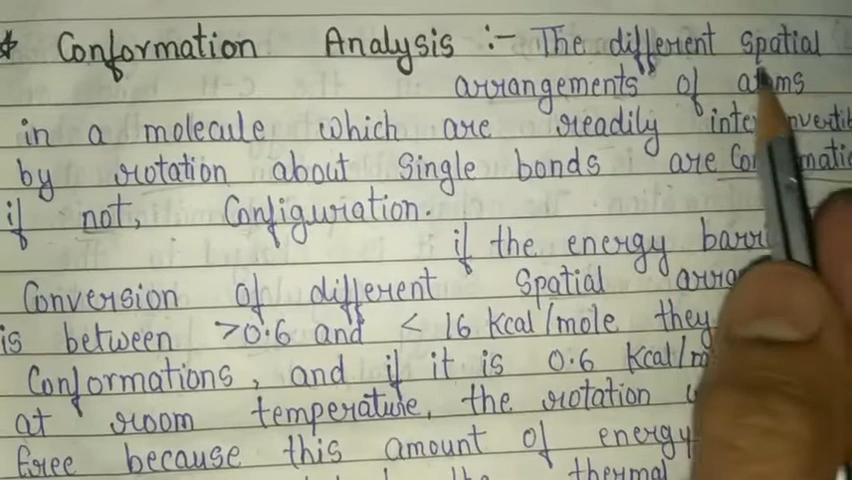 * Conformation Analysis :- The different spatial
arrangements of atoms
in a molecule which are readily
by rotation about single bonds are
if not, Configuration.
if the energy
Conversion of different spatial
is between >0.6 and < 16 Kcal/mole they
Conformations, and if it is 0.6
at room temperature, the rotation
free because this amount of energy
thermal